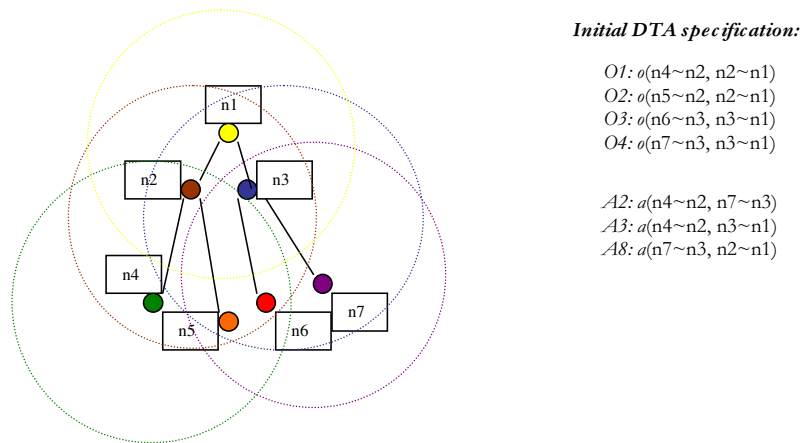 Initial DTA specification:
n1
O1: o(n4~n2, n2~n1)
O2: o(n5~n2, n2~n1)
O3: o(n6~n3, n3~n1)
O4: o(n7~n3, n3~n1)
n2
n3
A2: a(n4~n2, n7~n3)
A3: a(n4~n2, n3~n1)
A8: a(n7~n3, n2~n1)
n4
n5
n6
n7